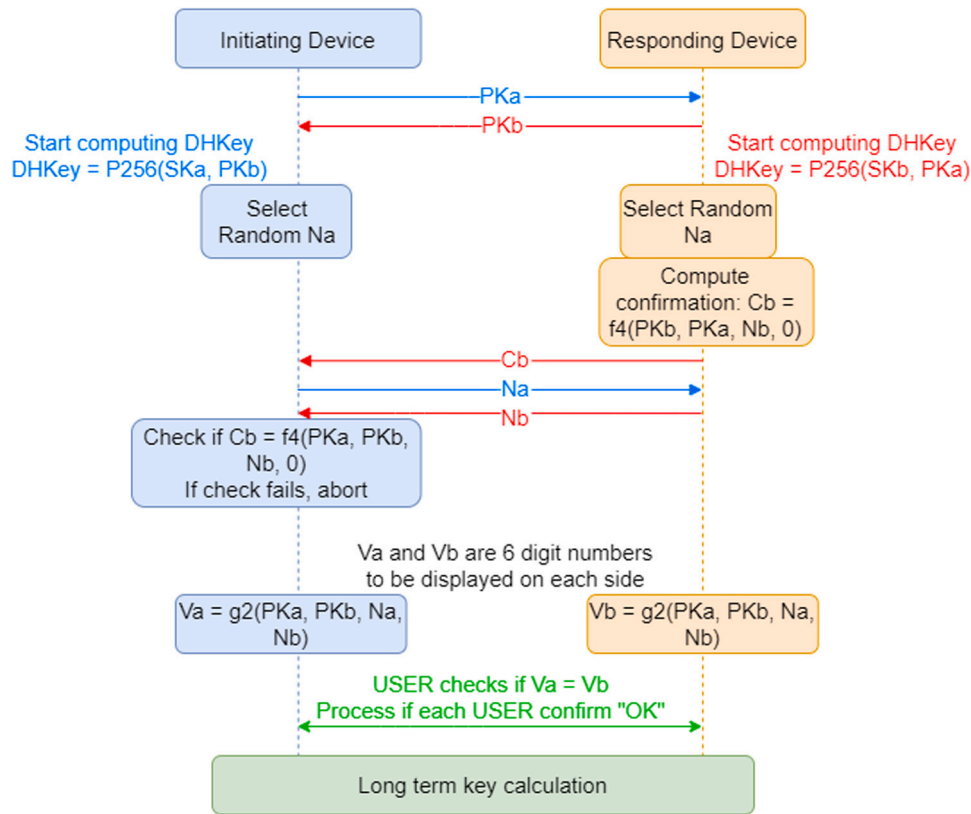 Initiating Device
Responding Device
PKa
PKb
Start computing DHKey
DHKey = P256(SKa, PKb)
Start computing DHKey
DHKey = P256(SKb, PKa)
Select
Random Na
Select Random
Na
Compute
confirmation: Cb =
f4(PKb, PKa, Nb, 0)
Cb
Na
Nb
Check if Cb = f4(PKa, PKb,
Nb, 0)
If check fails, abort
Va and Vb are 6 digit numbers
to be displayed on each side
Va = g2(PKa, PKb, Na,
Nb)
Vb = g2(PKa, PKb, Na,
Nb)
USER checks if Va = Vb
Process if each USER confirm "OK"
Long term key calculation